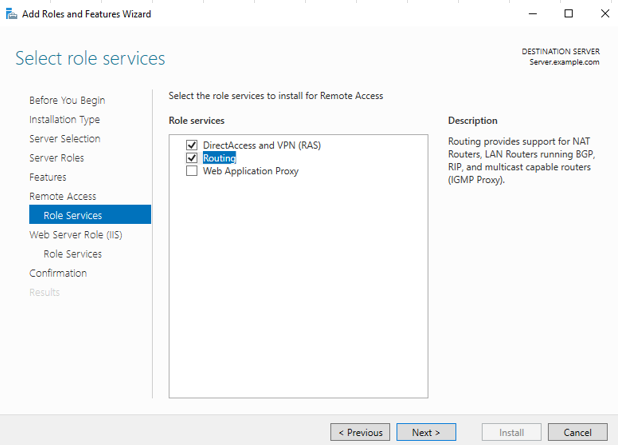 Add Roles and Features Wizard
Select role services
DESTINATION SERVER
Server.example.com
Before You Begin
Installation Type
Server Selection
Server Roles
Features
Remote Access
Role Services
Web Server Role (IIS)
Role Services
Confirmation
Results
Select the role services to install for Remote Access
Role services
DirectAccess and VPN (RAS)
Routing
Web Application Proxy
Description
Routing provides support for NAT
Routers, LAN Routers running BGP,
RIP, and multicast capable routers
(IGMP Proxy).
< Previous
Next >
Install
Cancel